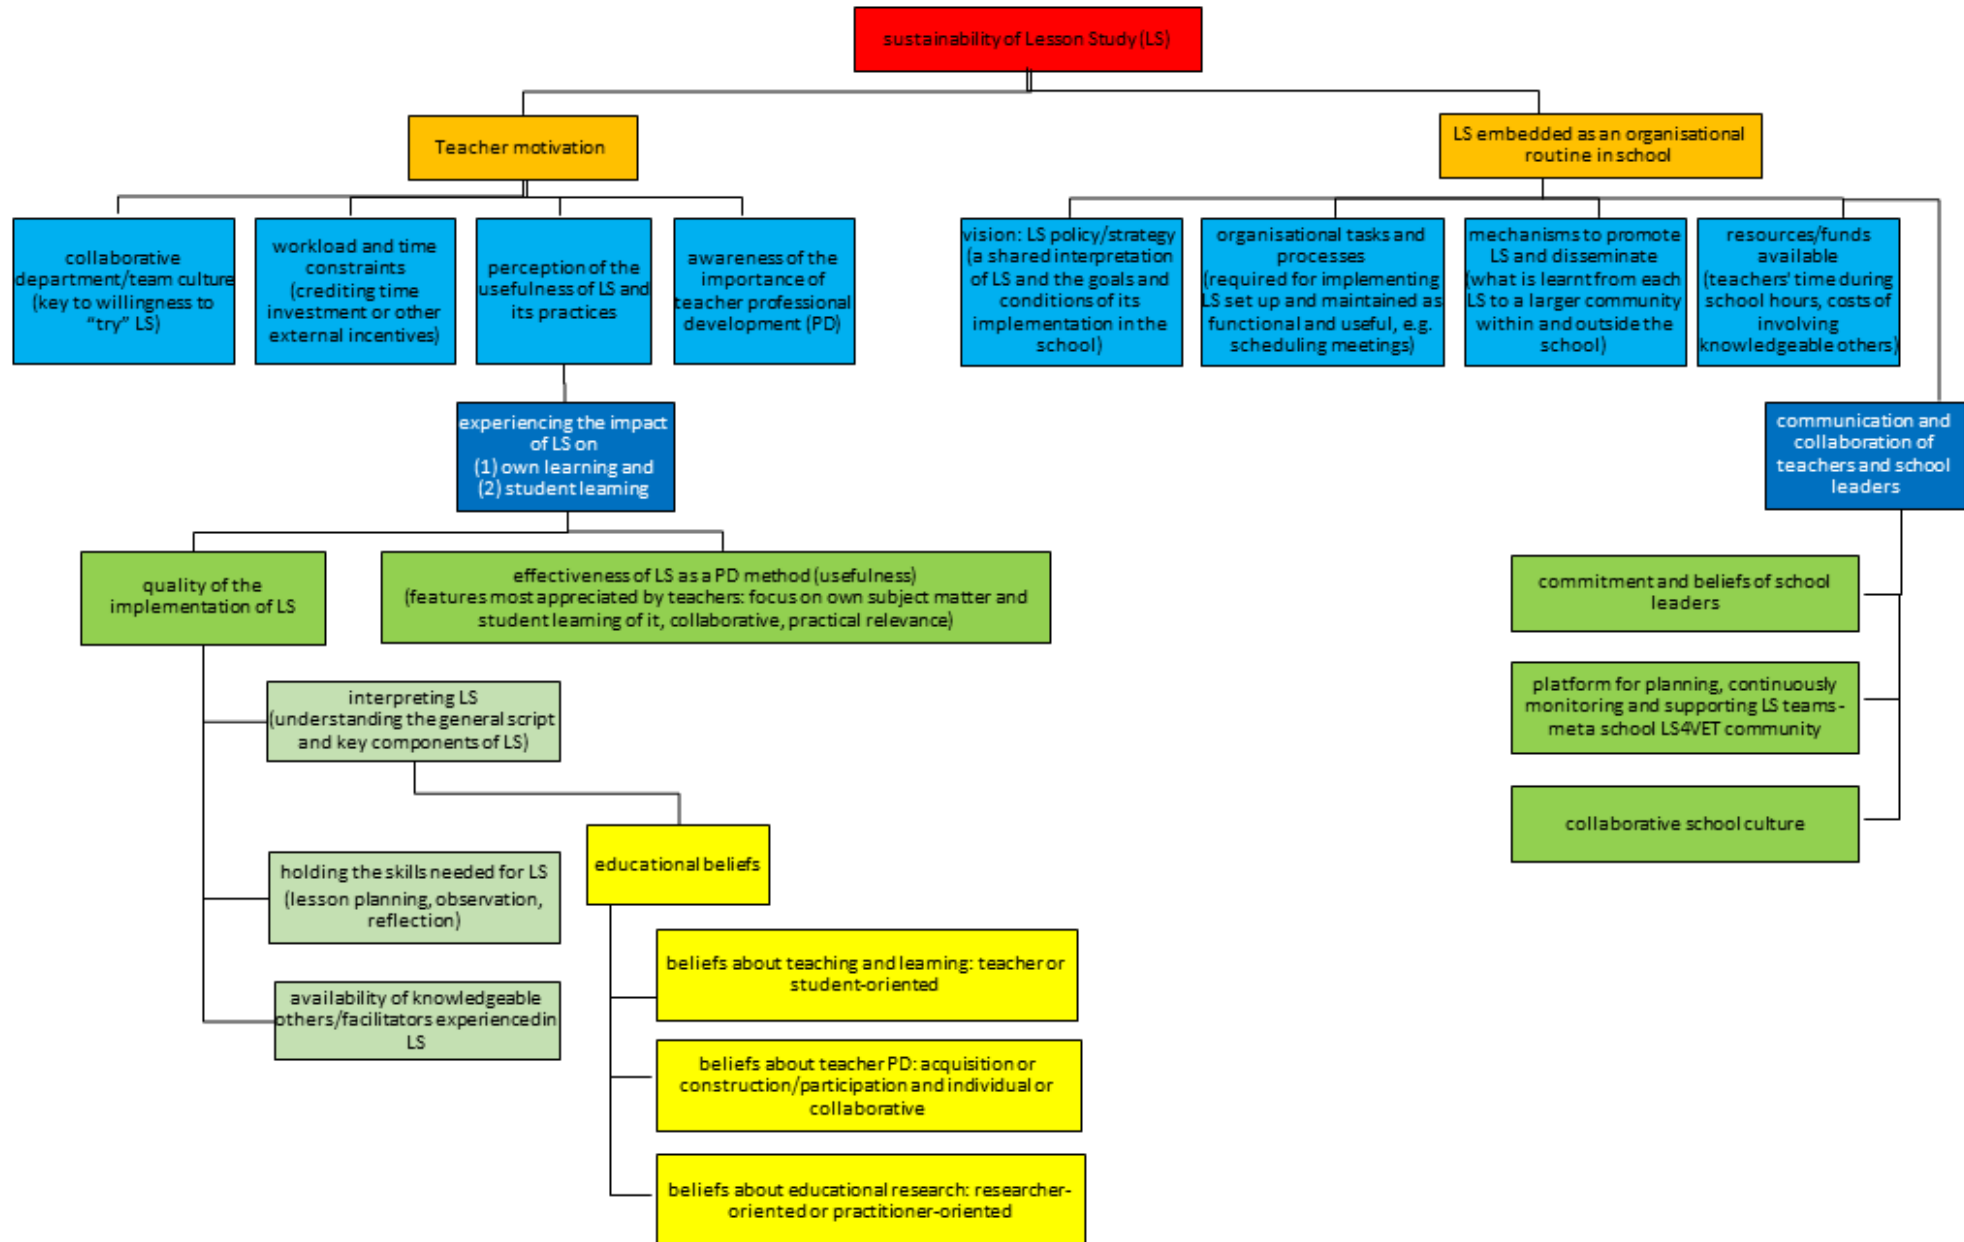 sustainability of Lesson Study (LS)
Teacher motivation
LS embedded as an organisational
routine in school
collaborative
department/team culture
(key to willingness to
"try" LS)
workload and time
constraints
(crediting time
investment or other
external incentives)
perception of the
usefulness of LS and
its practices
awareness of the
importance of
teacher professional
development (PD)
vision: LS policy/strategy
(a shared interpretation
of LS and the goals and
conditions of its
implementation in the
school)
organisational tasks and
processes
(required for implementing
LS set up and maintained as
functional and useful, e.g.
scheduling meetings)
mechanisms to promote
LS and disseminate
(what is learnt from each
LS to a larger community
within and outside the
school)
resources/funds
available
(teachers' time during
school hours, costs of
involving
knowledgeable others)
experiencing the impact
of LS on
(1) own learning and
(2) student learning
communication and
collaboration of
teachers and school
leaders
quality of the
implementation of LS
effectiveness of LS as a PD method (usefulness)
(features most appreciated by teachers: focus on own subject matter and
student learning of it, collaborative, practical relevance)
commitment and beliefs of school
leaders
interpreting LS
(understanding the general script
and key components of LS)
platform for planning, continuously
monitoring and supporting LS teams-
meta school LS4VET community
collaborative school culture
educational beliefs
holding the skills needed for LS
(lesson planning, observation,
reflection)
beliefs about teaching and learning: teacher or
student-oriented
availability of knowledgeable
others/facilitators experienced in
LS
beliefs about teacher PD: acquisition or
construction/participation and individual or
collaborative
beliefs about educational research: researcher-
oriented or practitioner-oriented